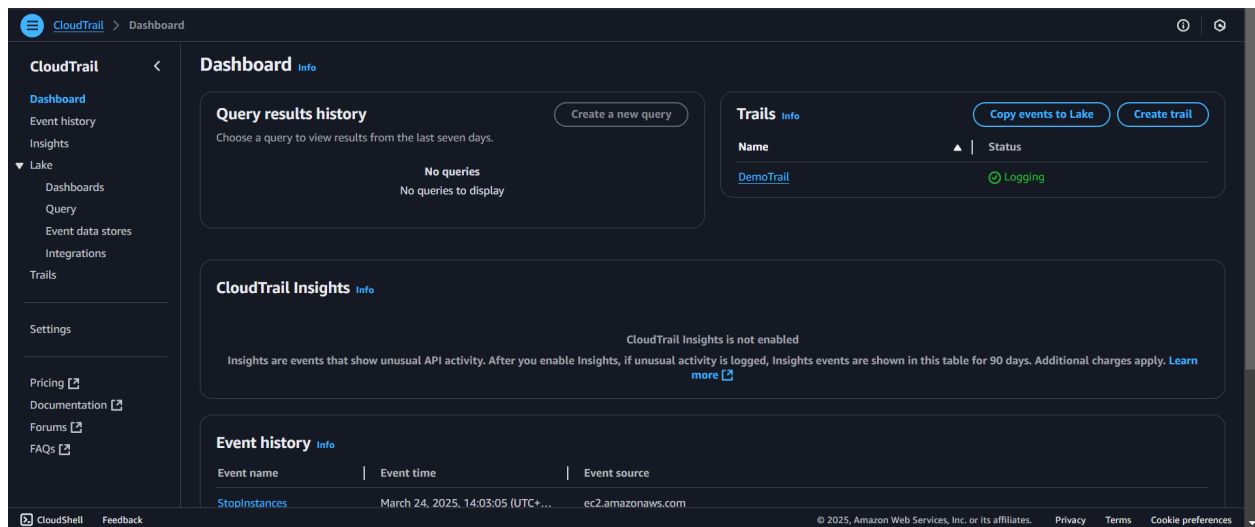 CloudTrail > Dashboard
CloudTrail
Dashboard
Event history
Insights
Lake
Dashboards
Query
Event data stores
Integrations
Trails
Settings
Pricing
Documentation
Forums
FAQs
Dashboard Info
Query results history
Create a new query
Choose a query to view results from the last seven days.
No queries
No queries to display
Trails Info
Copy events to Lake
Create trail
Name Status
DemoTrail Logging
CloudTrail Insights Info
CloudTrail Insights is not enabled
Insights are events that show unusual API activity. After you enable Insights, if unusual activity is logged, Insights events are shown in this table for 90 days. Additional charges apply. Learn
more
Event history Info
Event name Event time Event source
StopInstances March 24, 2025, 14:03:05 (UTC+... ec2.amazonaws.com
CloudShell Feedback © 2025, Amazon Web Services, Inc. or its affiliates. Privacy Terms Cookie preferences